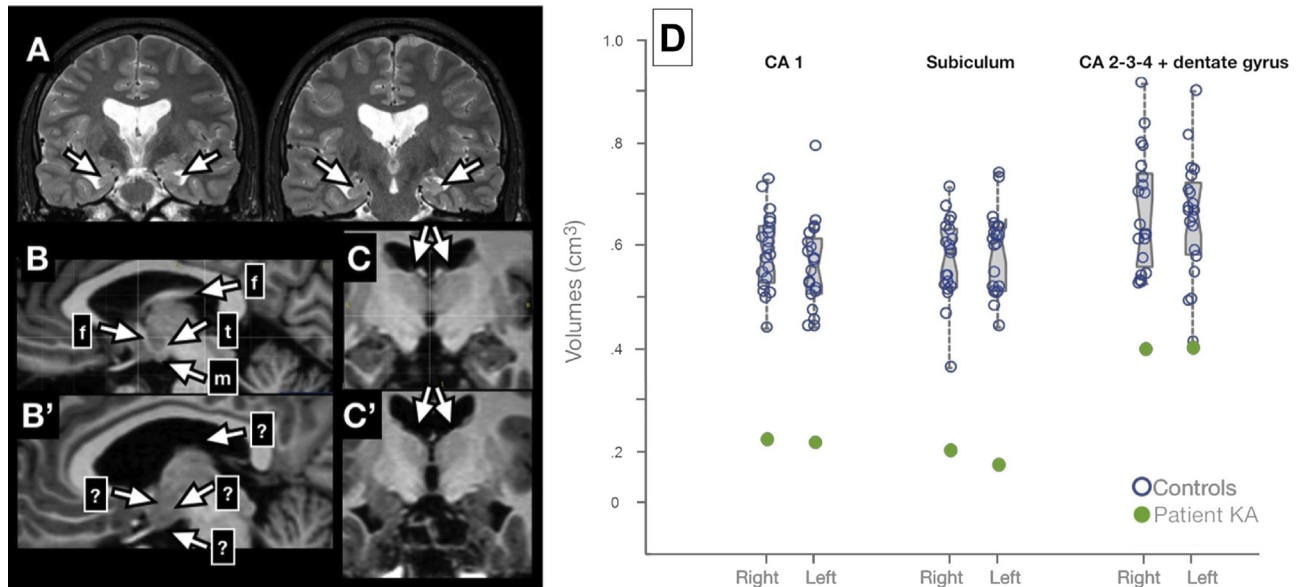 A
B
f
f
t
m
C
B'
?
?
?
?
C'
D
CA 1
Subiculum
CA 2-3-4 + dentate gyrus
Volumes (cm3)
1.0
.8
.6
.4
.2
0
Controls
Patient KA
Right Left Right Left Right Left